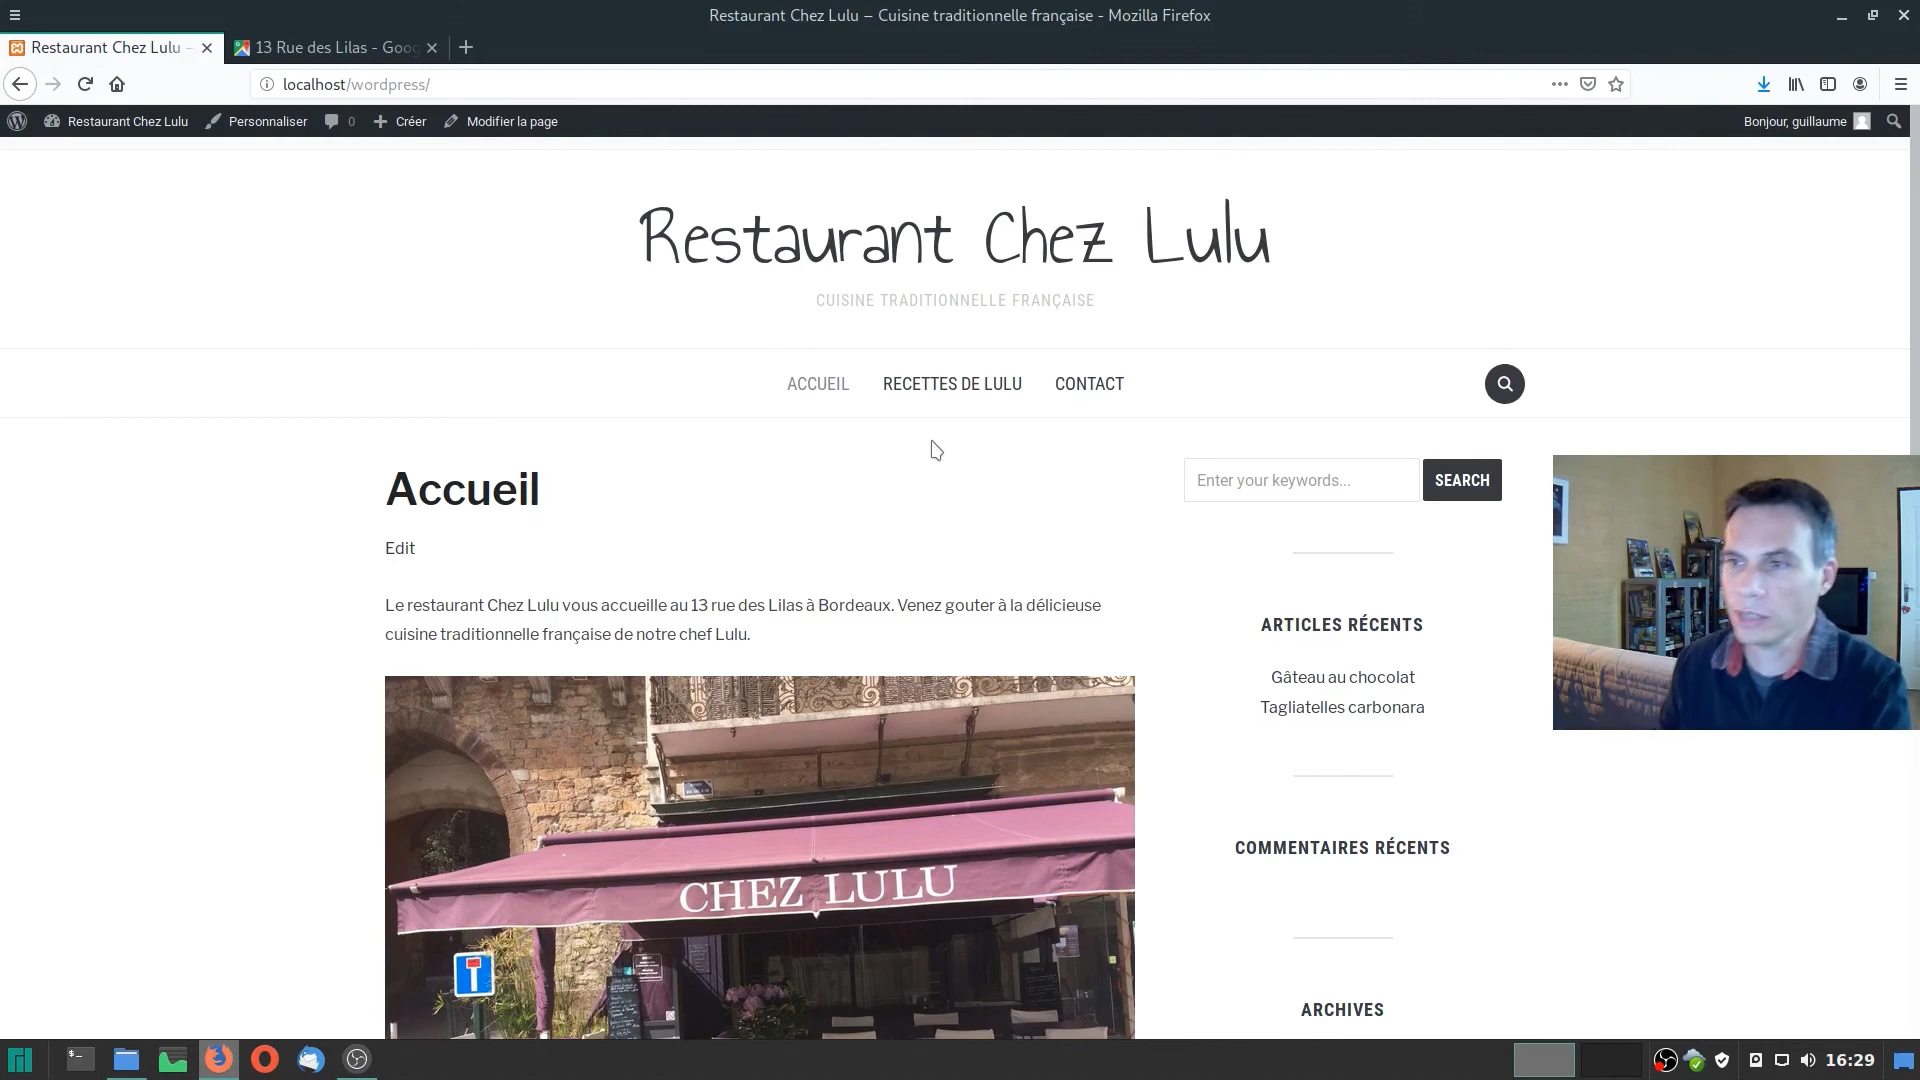 Restaurant Chez Lulu – Cuisine traditionnelle française - Mozilla Firefox
Restaurant Chez Lulu –
13 Rue des Lilas - Goog
localhost/wordpress/
Restaurant Chez Lulu
Personnaliser
0
Créer
Modifier la page
Bonjour, guillaume
Restaurant Chez Lulu
CUISINE TRADITIONNELLE FRANÇAISE
ACCUEIL
RECETTES DE LULU
CONTACT
Accueil
Enter your keywords...
SEARCH
Edit
Le restaurant Chez Lulu vous accueille au 13 rue des Lilas à Bordeaux. Venez gouter à la délicieuse
cuisine traditionnelle française de notre chef Lulu.
ARTICLES RÉCENTS
Gâteau au chocolat
Tagliatelles carbonara
COMMENTAIRES RÉCENTS
CHEZ LULU
ARCHIVES
16:29